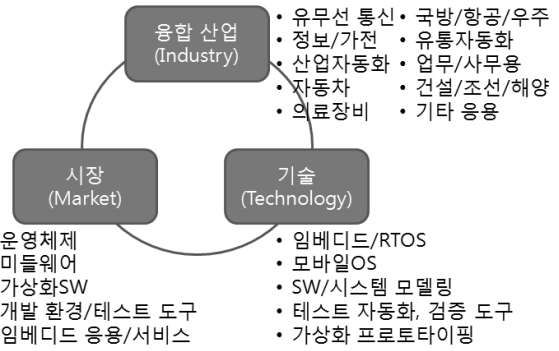 융합 산업
(Industry)
• 유무선 통신
• 정보/가전
• 산업자동화
• 자동차
• 의료장비
• 국방/항공/우주
• 유통자동화
• 업무/사무용
• 건설/조선/해양
• 기타 응용
시장
(Market)
기술
(Technology)
운영체제
미들웨어
가상화SW
개발 환경/테스트 도구
임베디드 응용/서비스
• 임베디드/RTOS
• 모바일OS
• SW/시스템 모델링
• 테스트 자동화, 검증 도구
• 가상화 프로토타이핑